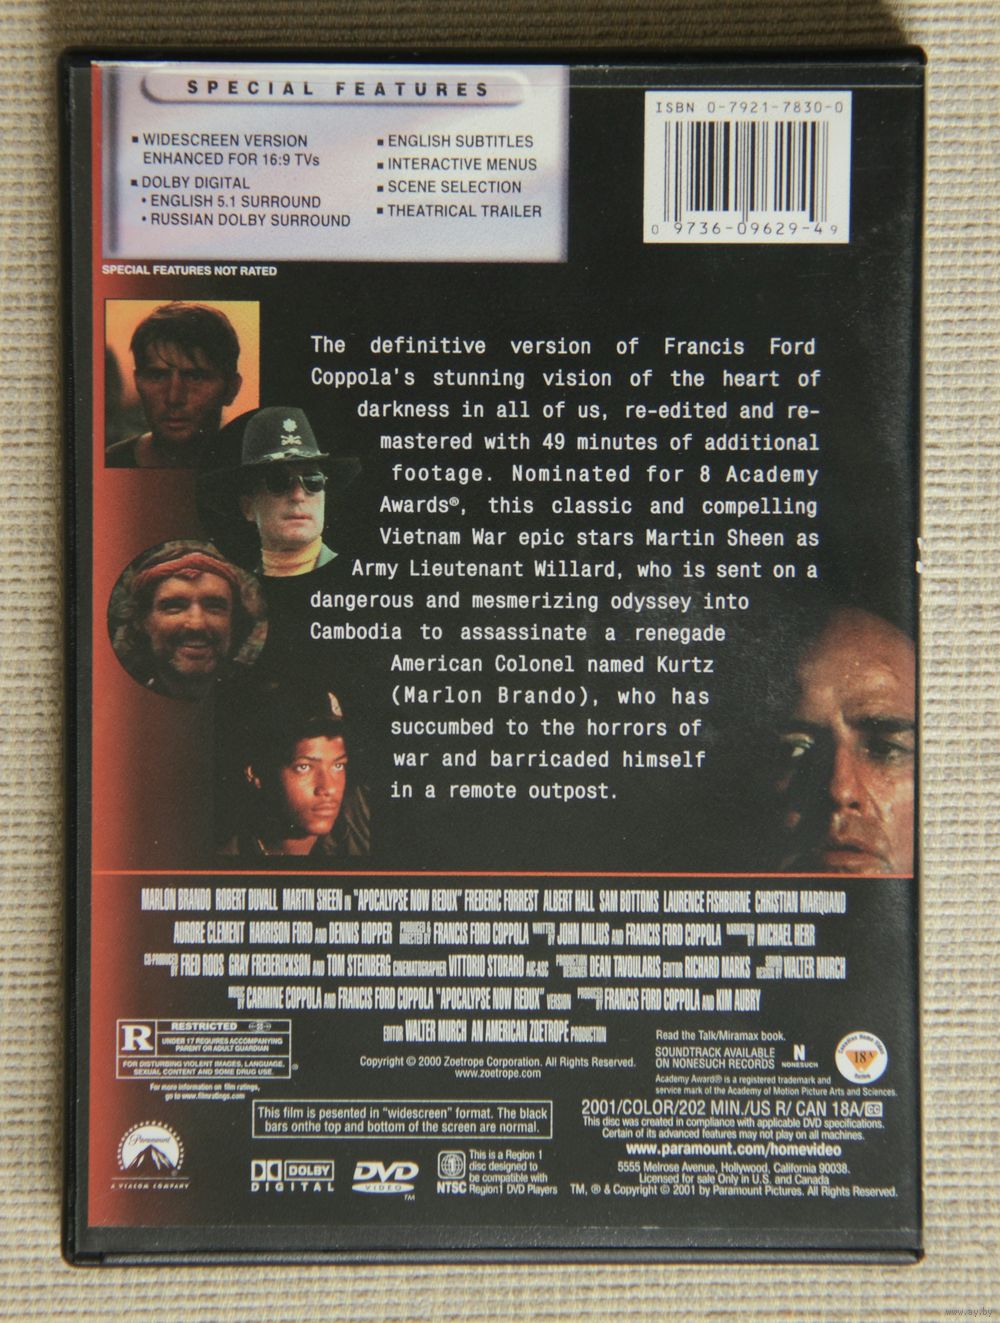 SPECIAL FEATURES
▪ WIDESCREEN VERSION
ENHANCED FOR 16:9 TVs
▪ DOLBY DIGITAL
• ENGLISH 5.1 SURROUND
• RUSSIAN DOLBY SURROUND
▪ ENGLISH SUBTITLES
▪ INTERACTIVE MENUS
▪ SCENE SELECTION
▪ THEATRICAL TRAILER
SPECIAL FEATURES NOT RATED
ISBN 0-7921-7830-0
0 9736-09629-4 9
The definitive version of Francis Ford
Coppola's stunning vision of the heart of
darkness in all of us, re-edited and re-
mastered with 49 minutes of additional
footage. Nominated for 8 Academy
Awards®, this classic and compelling
Vietnam War epic stars Martin Sheen as
Army Lieutenant Willard, who is sent on a
dangerous and mesmerizing odyssey into
Cambodia to assassinate a renegade
American Colonel named Kurtz
(Marlon Brando), who has
succumbed to the horrors of
war and barricaded himself
in a remote outpost.
MARLON BRANDO ROBERT DUVALL MARTIN SHEEN IN "APOCALYPSE NOW REDUX" FREDERIC FORREST ALBERT HALL SAM BOTTOMS LAURENCE FISHBURNE CHRISTIAN MARQUAND
AURORE CLEMENT HARRISON FORD AND DENNIS HOPPER PRODUCED & DIRECTED BY FRANCIS FORD COPPOLA WRITTEN BY JOHN MILIUS AND FRANCIS FORD COPPOLA NARRATION BY MICHAEL HERR
CO-PRODUCED BY FRED ROOS GRAY FREDERICKSON AND TOM STEINBERG CINEMATOGRAPHER VITTORIO STORARO AIC-ASC PRODUCTION DESIGNER DEAN TAVOULARIS EDITOR RICHARD MARKS SOUND DESIGN BY WALTER MURCH
MUSIC BY CARMINE COPPOLA AND FRANCIS FORD COPPOLA "APOCALYPSE NOW REDUX" VERSION PRODUCED BY FRANCIS FORD COPPOLA AND KIM AUBRY
EDITOR WALTER MURCH AN AMERICAN ZOETROPE PRODUCTION
R RESTRICTED
UNDER 17 REQUIRES ACCOMPANYING
PARENT OR ADULT GUARDIAN
FOR DISTURBING VIOLENT IMAGES, LANGUAGE,
SEXUAL CONTENT AND SOME DRUG USE.
®
For more information on film ratings,
go to www.filmratings.com
Copyright © 2000 Zoetrope Corporation. All Rights Reserved.
www.zoetrope.com
Read the Talk/Miramax book.
SOUNDTRACK AVAILABLE
ON NONESUCH RECORDS
N
NONESUCH
Academy Award® is a registered trademark and
service mark of the Academy of Motion Picture Arts and Sciences.
Canadian Home Video
18A
This film is pesented in "widescreen" format. The black
bars onthe top and bottom of the screen are normal.
2001/COLOR/202 MIN./US R/ CAN 18A/CC
This disc was created in compliance with applicable DVD specifications.
Certain of its advanced features may not play on all machines.
www.paramount.com/homevideo
5555 Melrose Avenue, Hollywood, California 90038.
Licensed for sale Only in U.S. and Canada
TM, ® & Copyright © 2001 by Paramount Pictures. All Rights Reserved.
Paramount
A VIACOM COMPANY
DOLBY
DIGITAL
DVD
VIDEO
TM
1
NTSC
This is a Region 1
disc designed to
be compatible with
Region1 DVD Players
www.ay.by